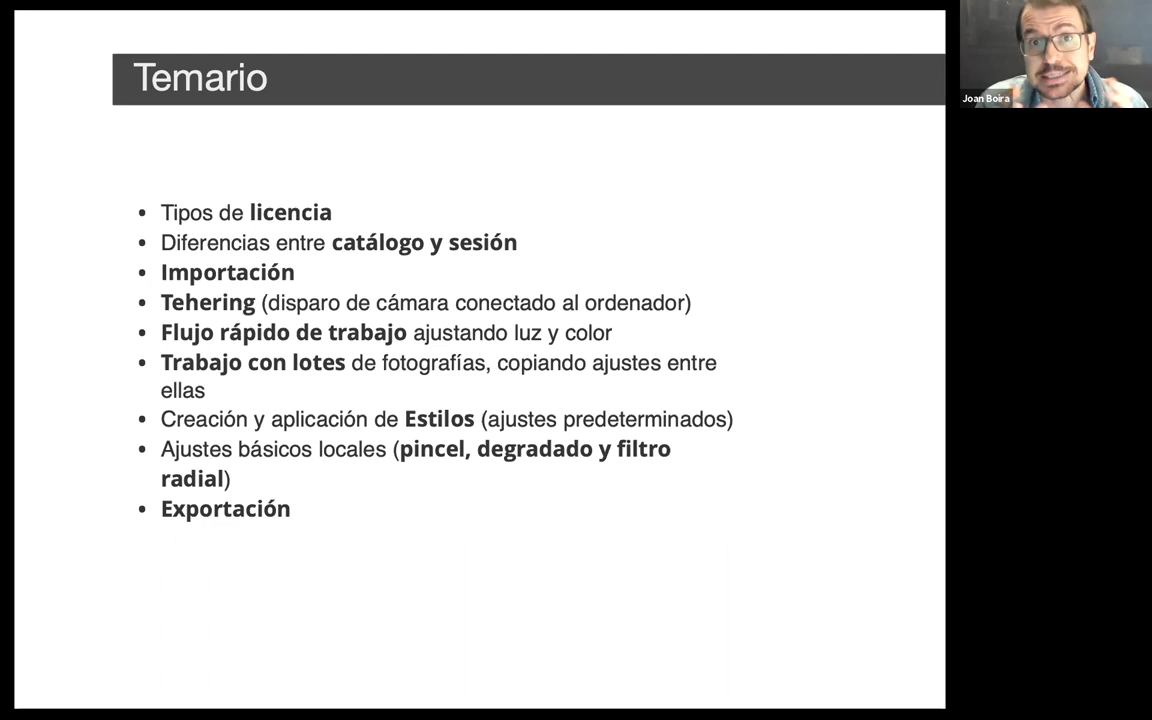 Temario
• Tipos de licencia
• Diferencias entre catálogo y sesión
• Importación
• Tehering (disparo de cámara conectado al ordenador)
• Flujo rápido de trabajo ajustando luz y color
• Trabajo con lotes de fotografías, copiando ajustes entre
ellas
• Creación y aplicación de Estilos (ajustes predeterminados)
• Ajustes básicos locales (pincel, degradado y filtro
radial)
• Exportación
Joan Boira